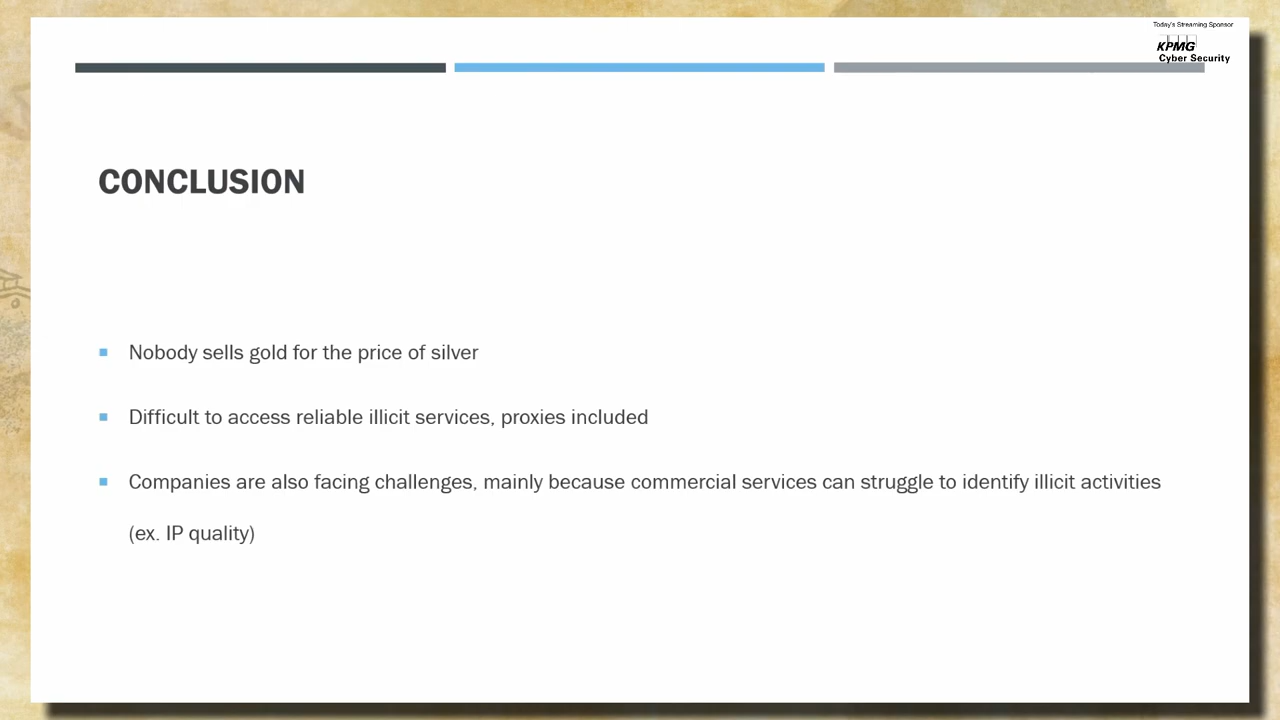 Today's Streaming Sponsor
KPMG
Cyber Security
CONCLUSION
Nobody sells gold for the price of silver
Difficult to access reliable illicit services, proxies included
Companies are also facing challenges, mainly because commercial services can struggle to identify illicit activities
(ex. IP quality)